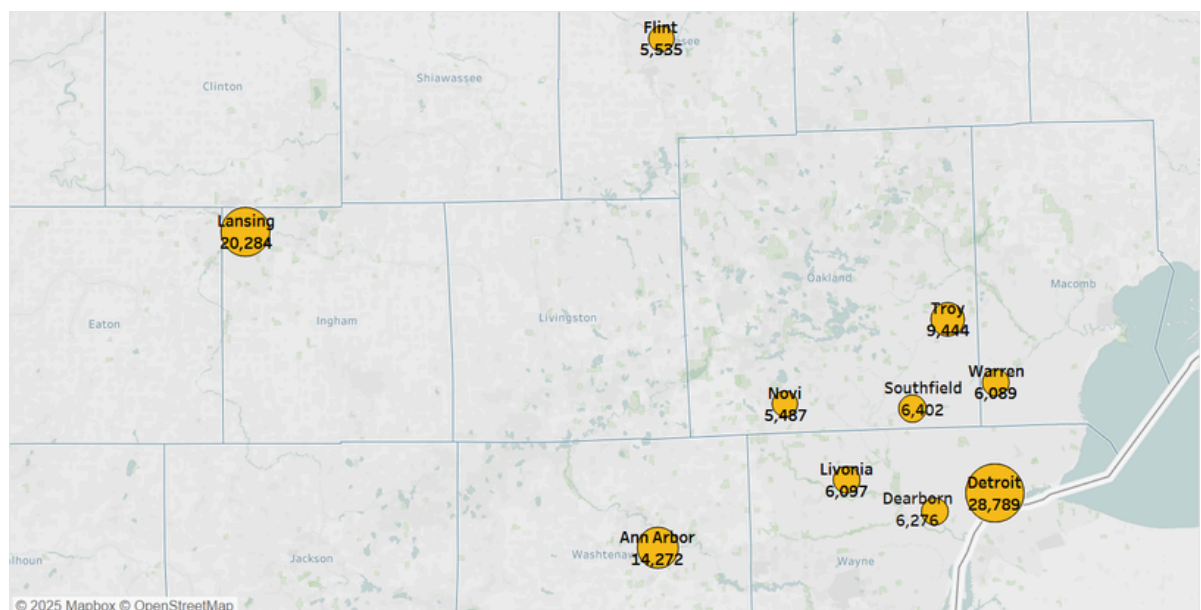 Flint
5,535
Clinton
Shiawassee
Lansing
20,284
Oakland
Macomb
Eaton
Ingham
Livingston
Troy
9,444
Warren
6,089
Southfield
6,402
Novi
5,487
Livonia
6,097
Detroit
28,789
Dearborn
6,276
Ann Arbor
14,272
Jackson
Wayne
© 2025 Mapbox © OpenStreetMap